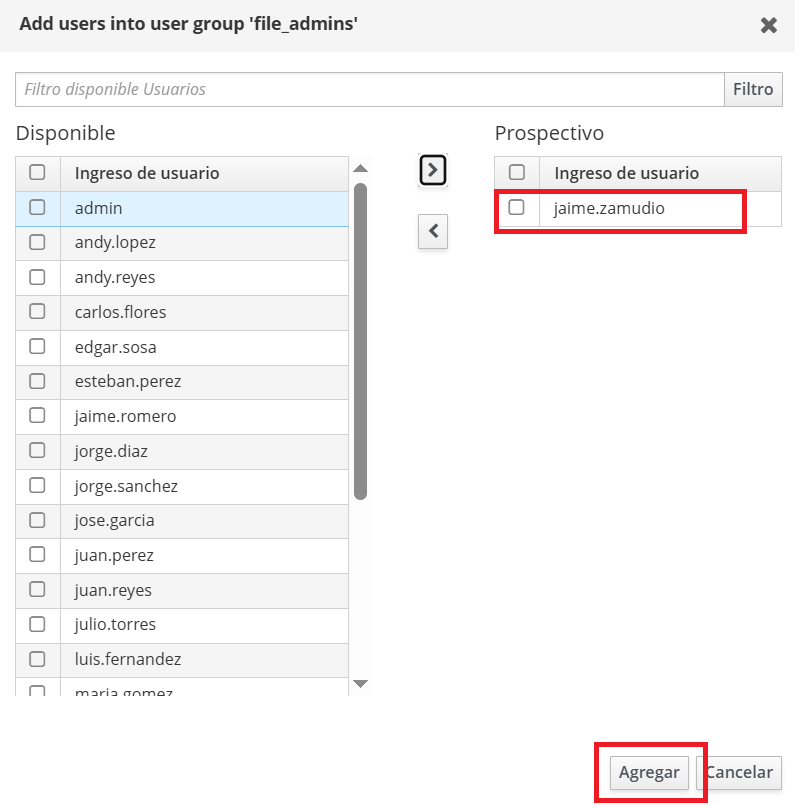 Add users into user group 'file_admins'
Filtro disponible Usuarios
Filtro
Disponible
Prospectivo
Ingreso de usuario
Ingreso de usuario
admin
jaime.zamudio
andy.lopez
andy.reyes
carlos.flores
edgar.sosa
esteban.perez
jaime.romero
jorge.diaz
jorge.sanchez
jose.garcia
juan.perez
juan.reyes
julio.torres
luis.fernandez
maria.gomez
Agregar
Cancelar